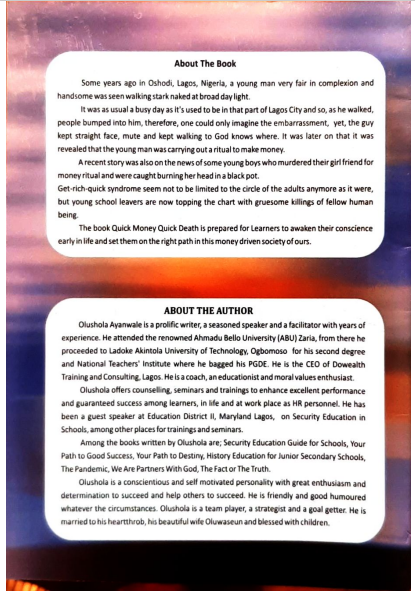 About The Book
Some years ago in Oshodi, Lagos, Nigeria, a young man very fair in complexion and
handsome was seen walking stark naked at broad day light.
It was as usual a busy day as it's used to be in that part of Lagos City and so, as he walked,
people bumped into him, therefore, one could only imagine the embarrassment, yet, the guy
kept straight face, mute and kept walking to God knows where. It was later on that it was
revealed that the young man was carrying out a ritual to make money.
A recent story was also on the news of some young boys who murdered their girl friend for
money ritual and were caught burning her head in a black pot.
Get-rich-quick syndrome seem not to be limited to the circle of the adults anymore as it were,
but young school leavers are now topping the chart with gruesome killings of fellow human
being.
The book Quick Money Quick Death is prepared for Learners to awaken their conscience
early in life and set them on the right path in this money driven society of ours.
ABOUT THE AUTHOR
Olushola Ayanwale is a prolific writer, a seasoned speaker and a facilitator with years of
experience. He attended the renowned Ahmadu Bello University (ABU) Zaria, from there he
proceeded to Ladoke Akintola University of Technology, Ogbomoso for his second degree
and National Teachers' Institute where he bagged his PGDE. He is the CEO of Dowealth
Training and Consulting, Lagos. He is a coach, an educationist and moral values enthusiast.
Olushola offers counselling, seminars and trainings to enhance excellent performance
and guaranteed success among learners, in life and at work place as HR personnel. He has
been a guest speaker at Education District II, Maryland Lagos, on Security Education in
Schools, among other places for trainings and seminars.
Among the books written by Olushola are; Security Education Guide for Schools, Your
Path to Good Success, Your Path to Destiny, History Education for Junior Secondary Schools,
The Pandemic, We Are Partners With God, The Fact or The Truth.
Olushola is a conscientious and self motivated personality with great enthusiasm and
determination to succeed and help others to succeed. He is friendly and good humoured
whatever the circumstances. Olushola is a team player, a strategist and a goal getter. He is
married to his heartthrob, his beautiful wife Oluwaseun and blessed with children.